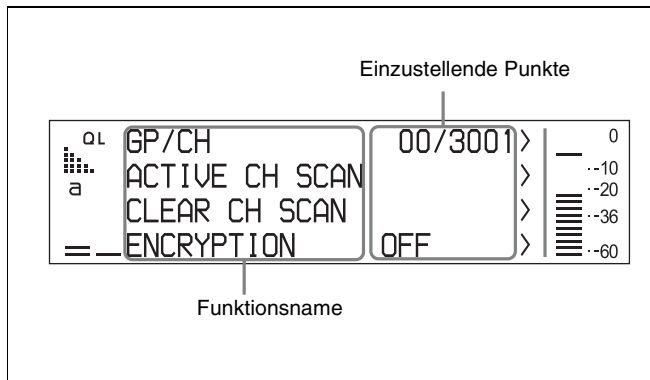 Einzustellende Punkte
QL GP/CH 00/3001 > 0
a ACTIVE CH SCAN > -10
-20
CLEAR CH SCAN > -36
ENCRYPTION OFF > -60
Funktionsname